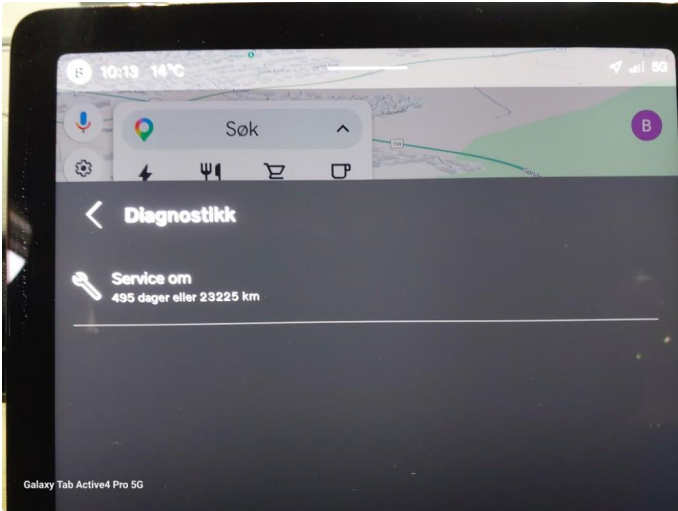 10:13 14°C
5G
Søk
B
Diagnostikk
Service om
495 dager eller 23225 km
Galaxy Tab Active4 Pro 5G